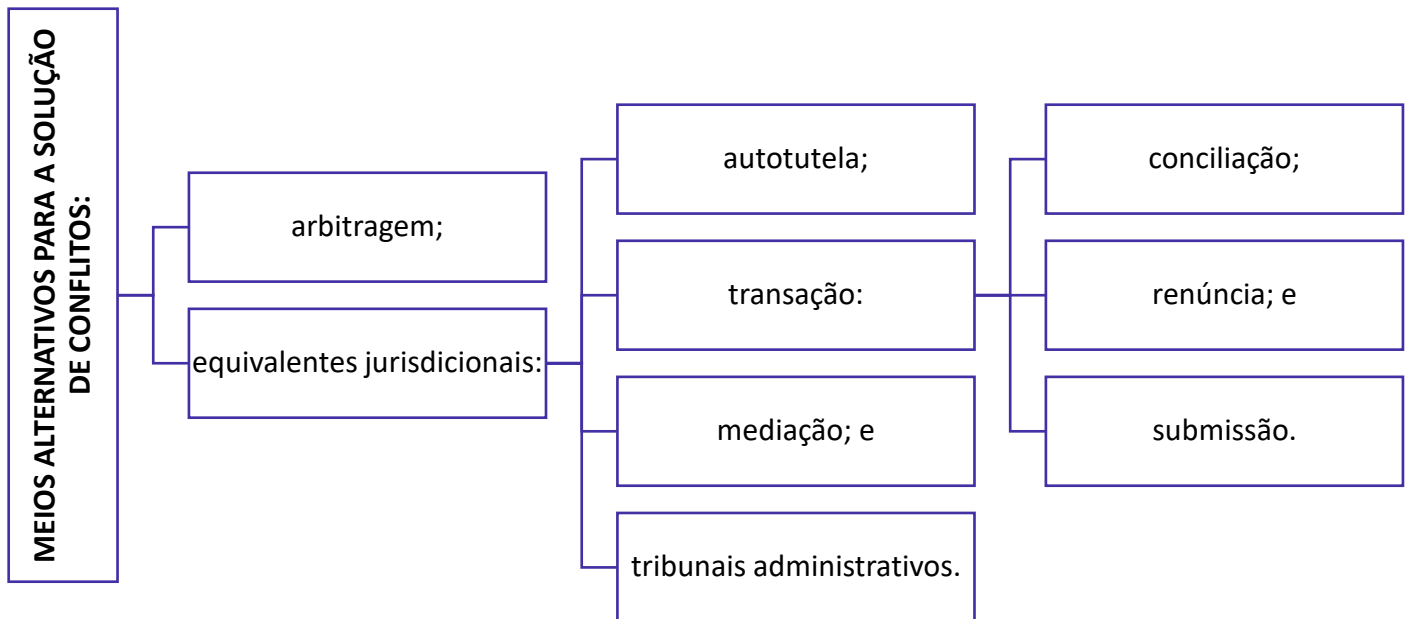 MEIOS ALTERNATIVOS PARA A SOLUÇÃO
DE CONFLITOS:
arbitragem;
equivalentes jurisdicionais:
autotutela;
transação:
mediação; e
tribunais administrativos.
conciliação;
renúncia; e
submissão.